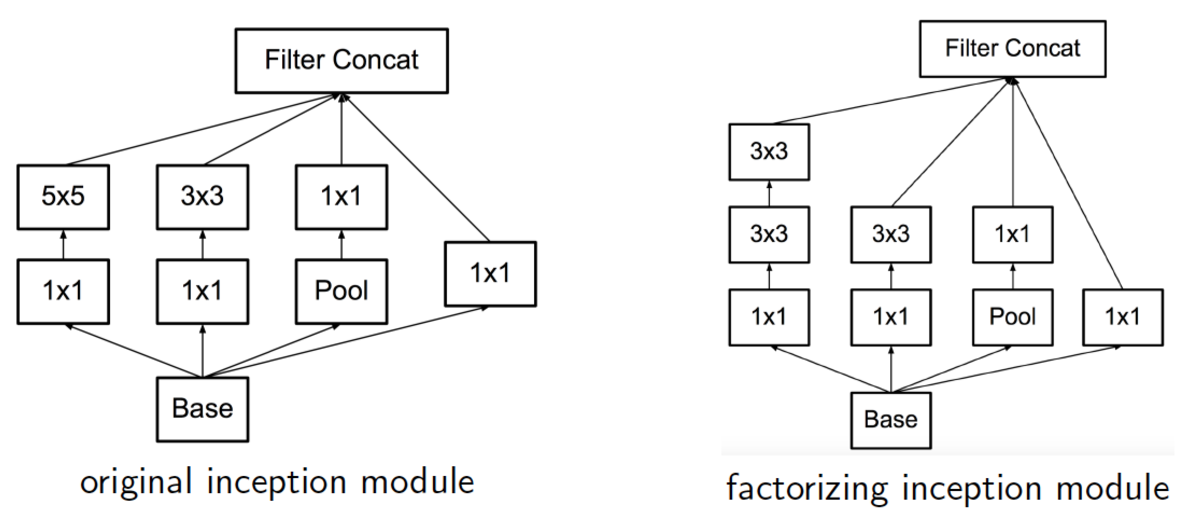 Filter Concat
5x5
3x3
1x1
1x1
1x1
1x1
Pool
Base
original inception module
Filter Concat
3x3
3x3
3x3
1x1
1x1
1x1
Pool
1x1
Base
factorizing inception module